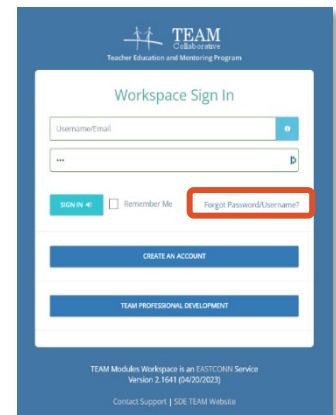 TEAM
Collaborative
Teacher Education and Mentoring Program
Workspace Sign In
Username/Email
•••
SIGN IN
Remember Me
Forgot Password/Username?
CREATE AN ACCOUNT
TEAM PROFESSIONAL DEVELOPMENT
TEAM Modules Workspace is an EASTCONN Service
Version 2.1641 (04/20/2023)
Contact Support | SDE TEAM Website